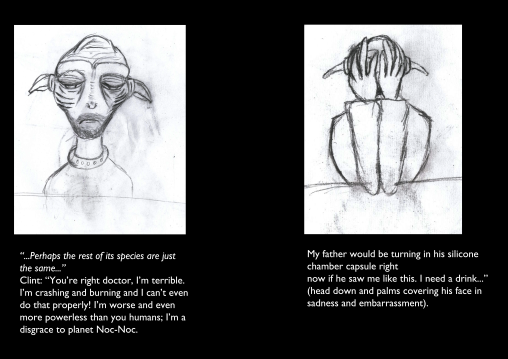 “...Perhaps the rest of its species are just
the same...”
Clint: “You’re right doctor, I’m terrible.
I’m crashing and burning and I can’t even
do that properly! I’m worse and even
more powerless than you humans; I’m a
disgrace to planet Noc-Noc.
My father would be turning in his silicone
chamber capsule right
now if he saw me like this. I need a drink...”
(head down and palms covering his face in
sadness and embarrassment).